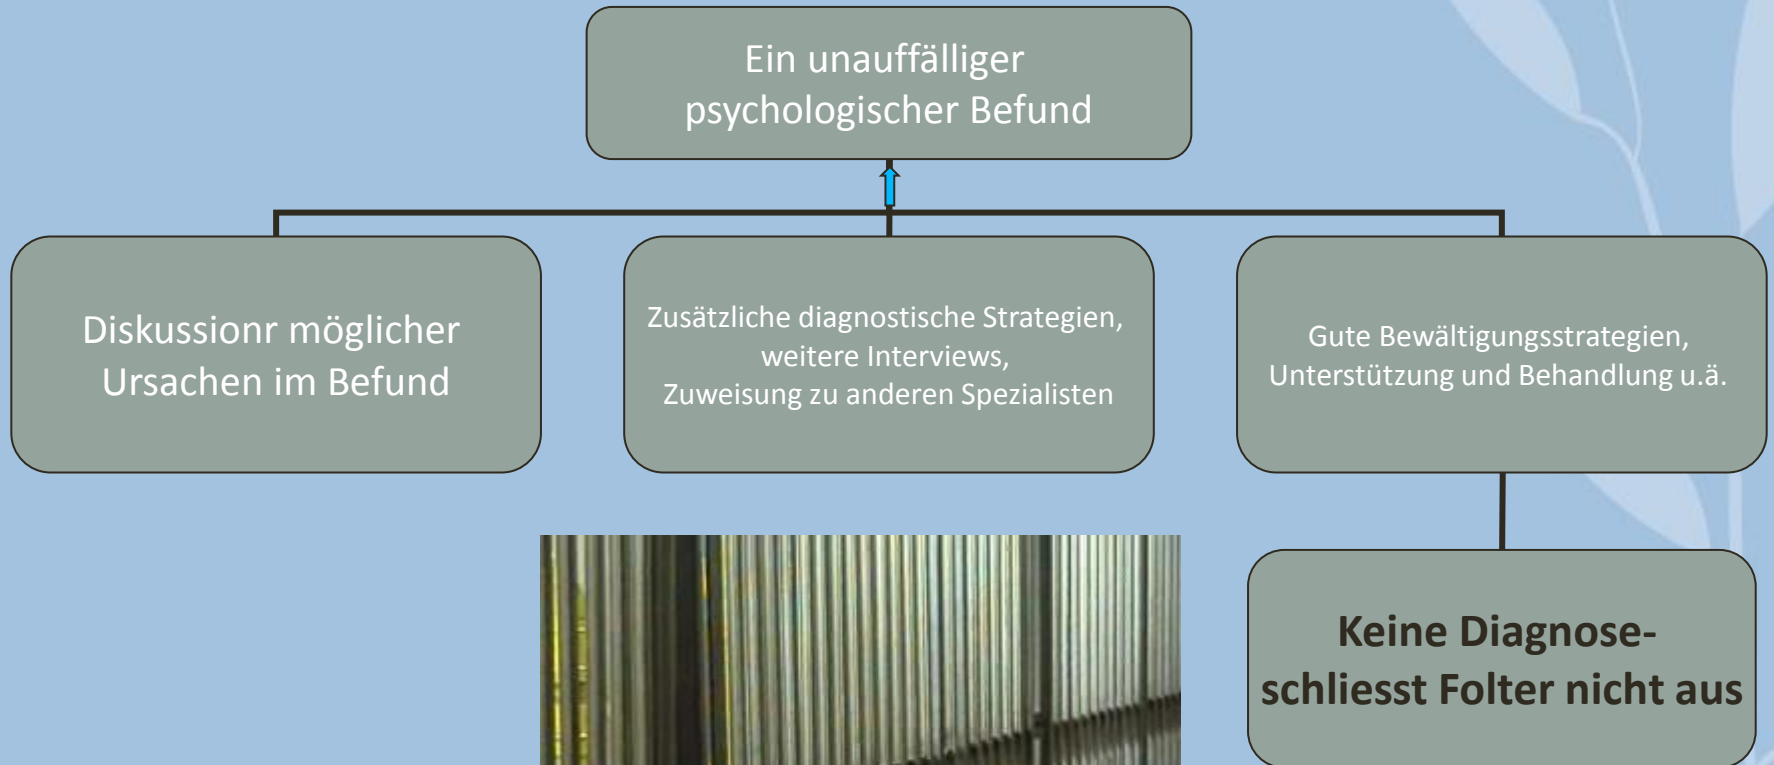 Ein unauffälliger
psychologischer Befund
Diskussionr möglicher
Ursachen im Befund
Zusätzliche diagnostische Strategien,
weitere Interviews,
Zuweisung zu anderen Spezialisten
Gute Bewältigungsstrategien,
Unterstützung und Behandlung u.ä.
Keine Diagnose-
schliesst Folter nicht aus